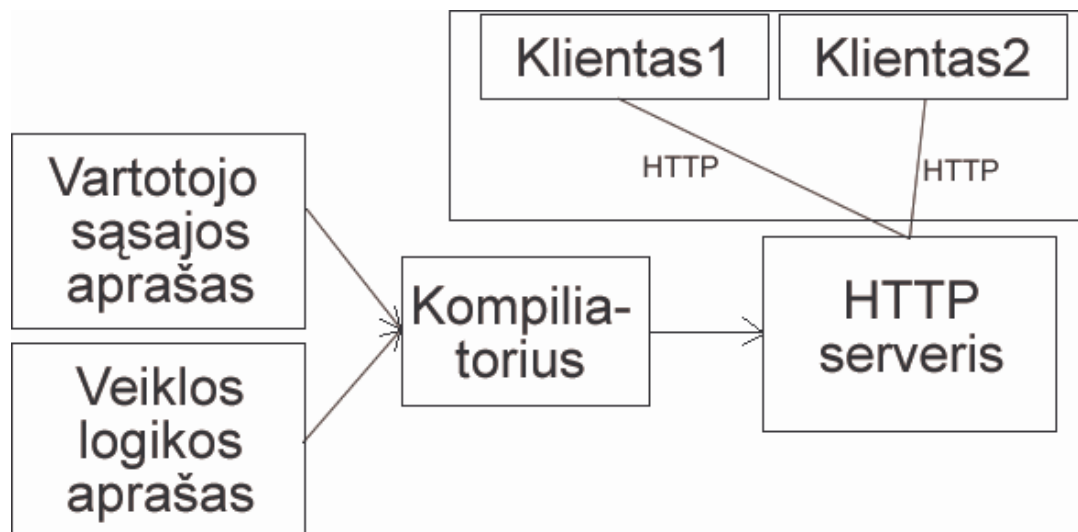 Klientas1
Klientas2
HTTP
HTTP
Vartotojo
sąsajos
aprašas
Kompilia-
torius
HTTP
serveris
Veiklos
logikos
aprašas